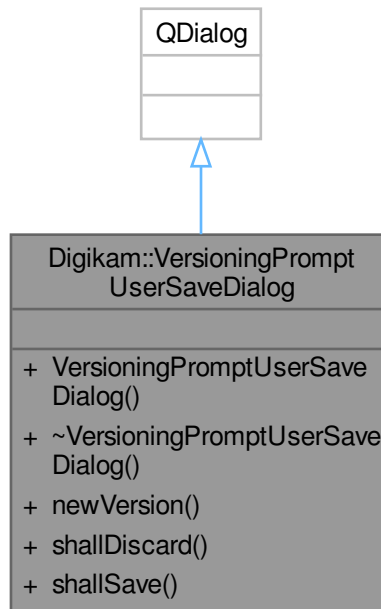 QDialog
Digikam::VersioningPrompt
UserSaveDialog
+ VersioningPromptUserSave
Dialog()
+ ~VersioningPromptUserSave
Dialog()
+ newVersion()
+ shallDiscard()
+ shallSave()